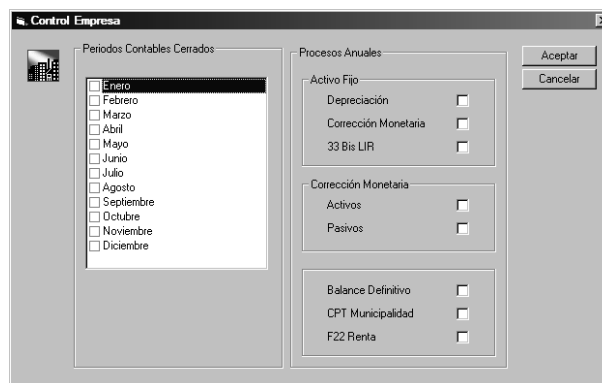 Control Empresa
Periodos Contables Cerrados
Enero
Febrero
Marzo
Abril
Mayo
Junio
Julio
Agosto
Septiembre
Octubre
Noviembre
Diciembre
Procesos Anuales
Activo Fijo
Depreciación
Corrección Monetaria
33 Bis LIR
Corrección Monetaria
Activos
Pasivos
Balance Definitivo
CPT Municipalidad
F22 Renta
Aceptar
Cancelar